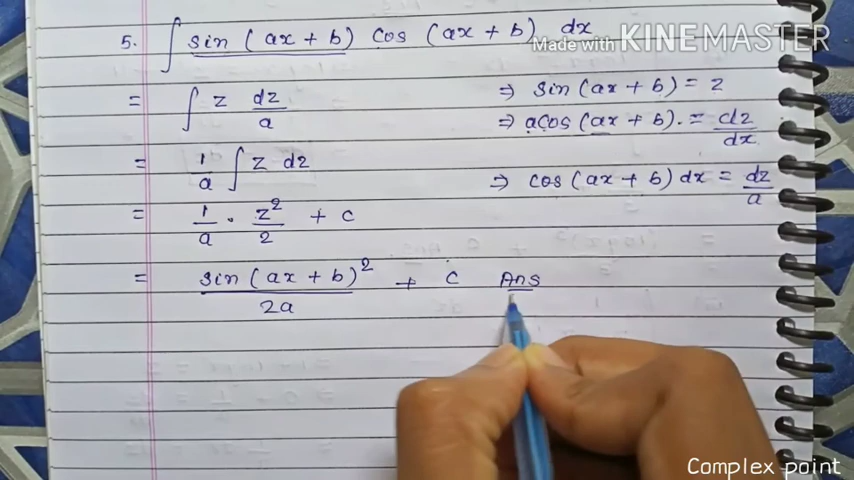 5. ∫ sin (ax + b) cos (ax + b) dx
Made with KINEMASTER
= ∫ z dz/a ⇒ sin (ax + b) = z
⇒ a cos (ax + b). = dz/dx
= 1/a ∫ z dz
⇒ cos (ax + b) dx = dz/a
= 1/a . z²/2 + c
= sin (ax + b)²/2a + c Ans
Complex point